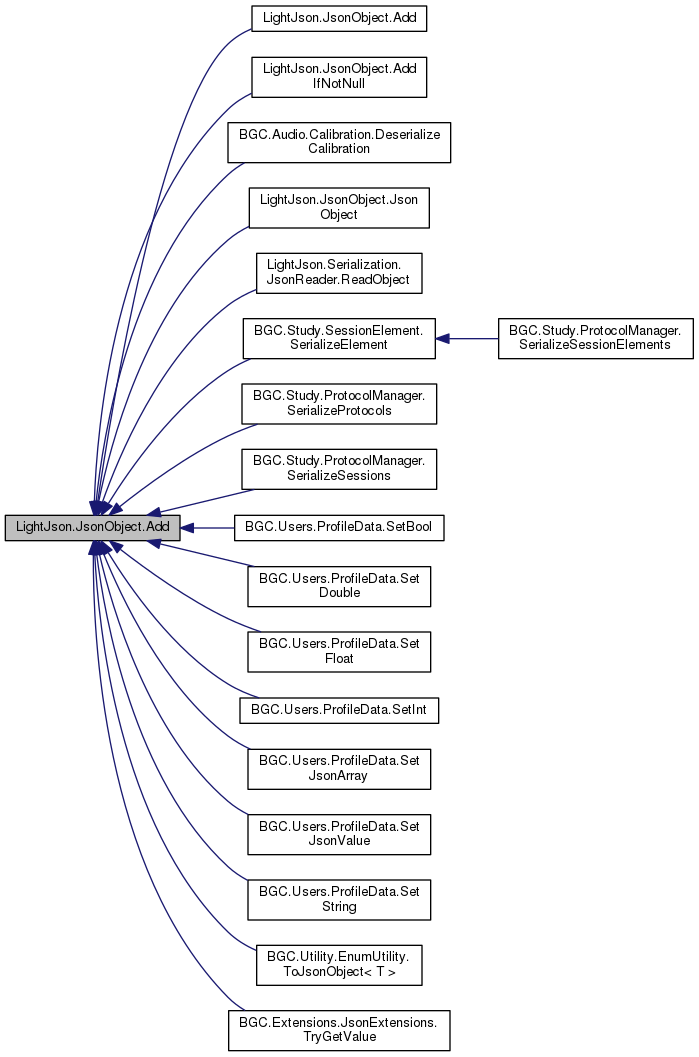 LightJson.JsonObject.Add
LightJson.JsonObject.Add
IfNotNull
BGC.Audio.Calibration.Deserialize
Calibration
LightJson.JsonObject.Json
Object
LightJson.Serialization.
JsonReader.ReadObject
BGC.Study.SessionElement.
SerializeElement
BGC.Study.ProtocolManager.
SerializeSessionElements
BGC.Study.ProtocolManager.
SerializeProtocols
BGC.Study.ProtocolManager.
SerializeSessions
LightJson.JsonObject.Add
BGC.Users.ProfileData.SetBool
BGC.Users.ProfileData.Set
Double
BGC.Users.ProfileData.Set
Float
BGC.Users.ProfileData.SetInt
BGC.Users.ProfileData.Set
JsonArray
BGC.Users.ProfileData.Set
JsonValue
BGC.Users.ProfileData.Set
String
BGC.Utility.EnumUtility.
ToJsonObject< T >
BGC.Extensions.JsonExtensions.
TryGetValue